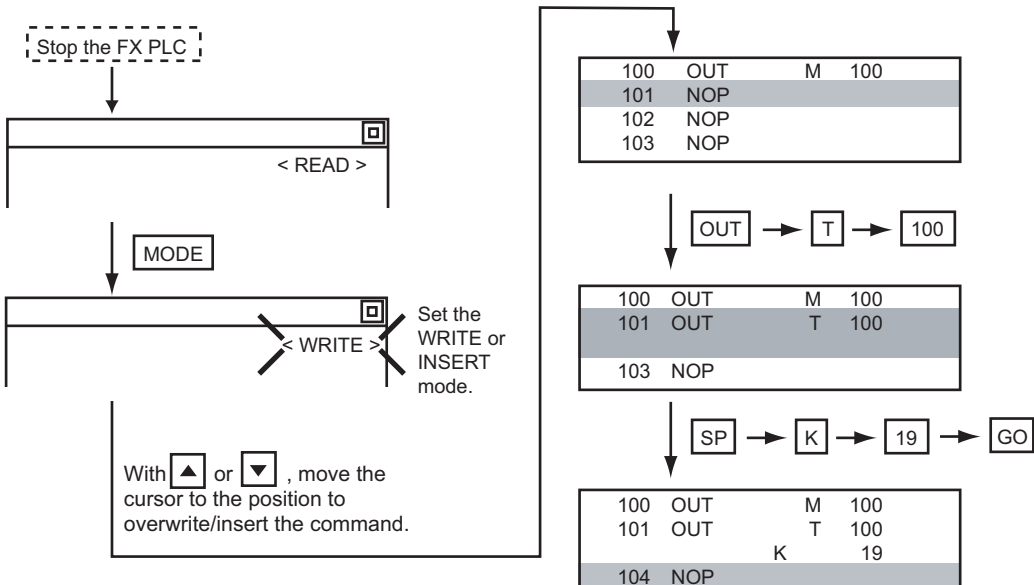 Stop the FX PLC
< READ >
MODE
< WRITE >
Set the
WRITE or
INSERT
mode.
With ▲ or ▼ , move the
cursor to the position to
overwrite/insert the command.
100 OUT M 100
101 NOP
102 NOP
103 NOP
OUT T 100
100 OUT M 100
101 OUT T 100
103 NOP
SP K 19 GO
100 OUT M 100
101 OUT T 100
K 19
104 NOP